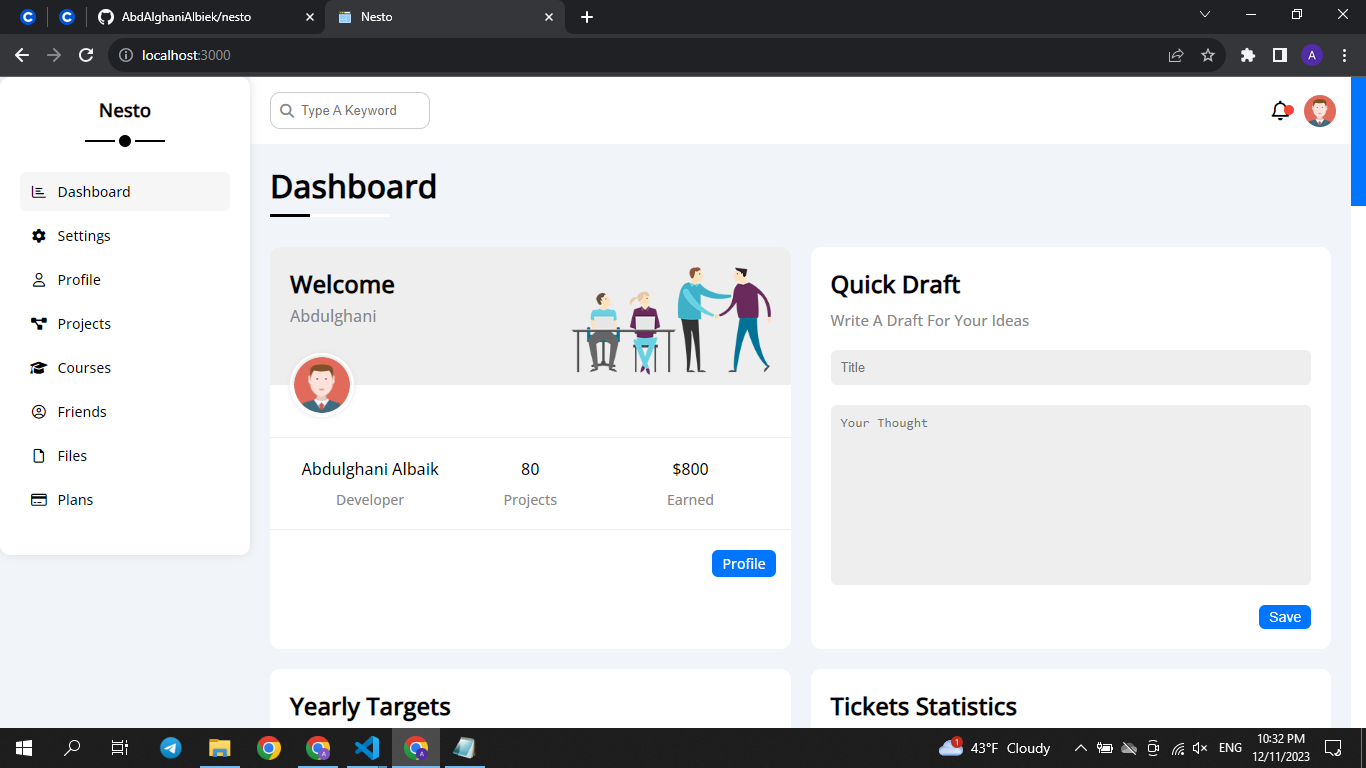 AbdAlghaniAlbiek/nesto
Nesto
localhost:3000
A
Nesto
Type A Keyword
Dashboard
Settings
Profile
Projects
Courses
Friends
Files
Plans
Dashboard
Welcome
Abdulghani
Abdulghani Albaik
80
$800
Developer
Projects
Earned
Profile
Quick Draft
Write A Draft For Your Ideas
Title
Your Thought
Save
Yearly Targets
Tickets Statistics
1
43°F Cloudy
ENG
10:32 PM
12/11/2023